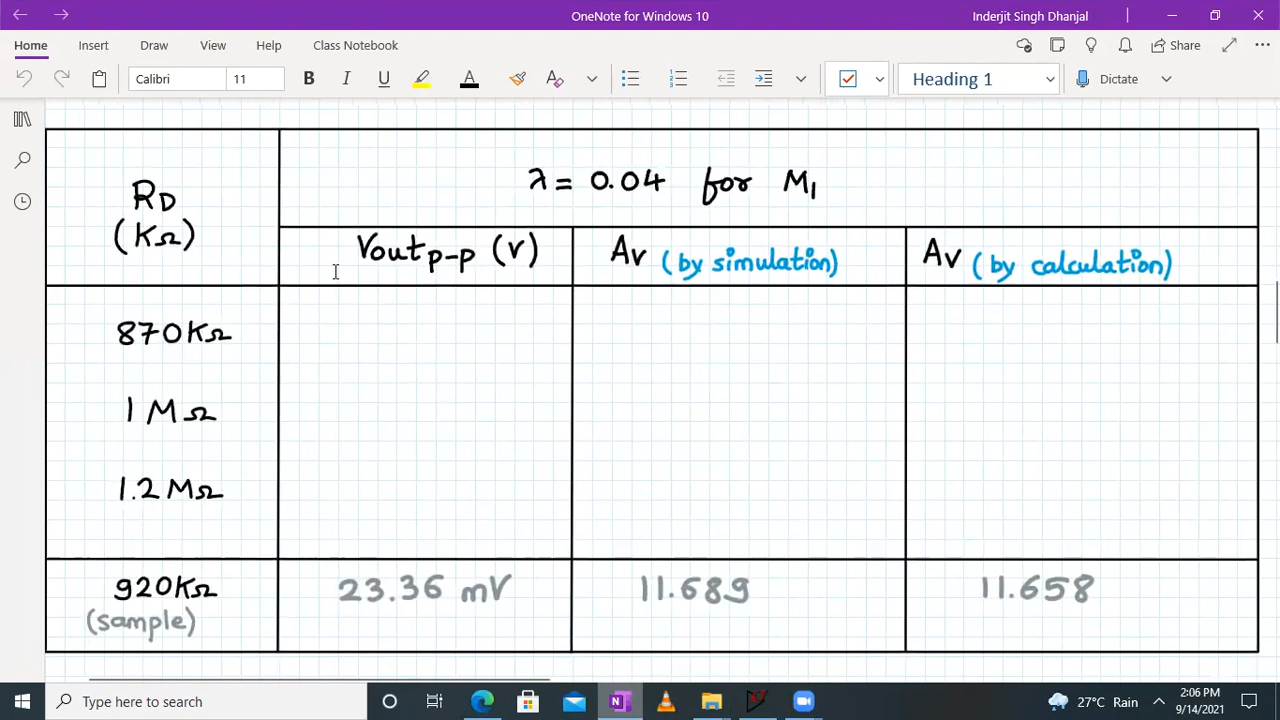 OneNote for Windows 10
Inderjit Singh Dhanjal
Home Insert Draw View Help Class Notebook
Share
Calibri 11 B I U A A Heading 1 Dictate
RD
(KΩ)
λ = 0.04 for M1
Vout p-p (V)
Av (by simulation)
Av (by calculation)
870KΩ
1 MΩ
1.2 MΩ
920KΩ
(sample)
23.36 mV
11.689
11.658
Type here to search
27°C Rain
2:06 PM
9/14/2021